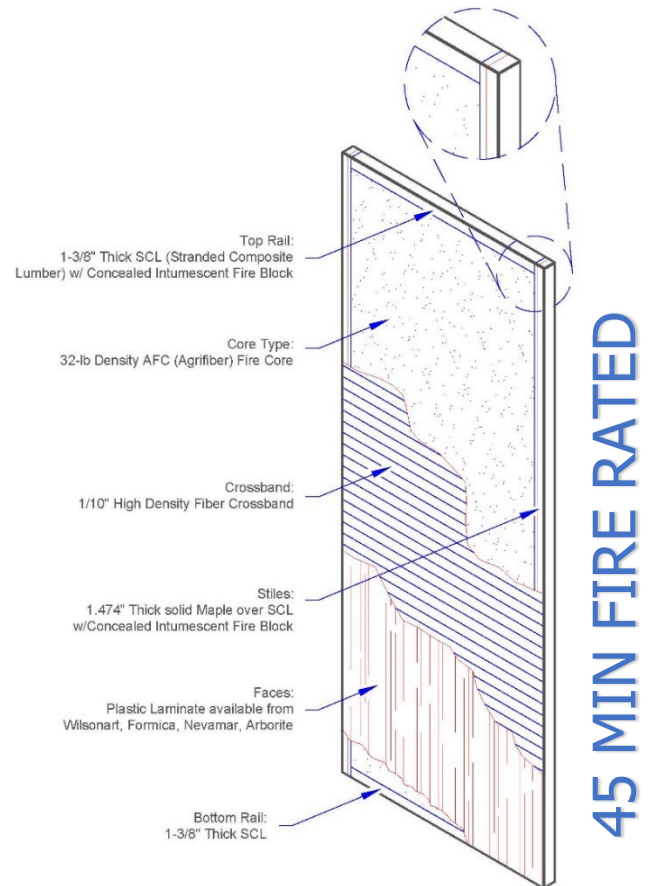 Top Rail:
1-3/8" Thick SCL (Stranded Composite
Lumber) w/ Concealed Intumescent Fire Block
Core Type:
32-lb Density AFC (Agrifiber) Fire Core
Crossband:
1/10" High Density Fiber Crossband
Stiles:
1.474" Thick solid Maple over SCL
w/Concealed Intumescent Fire Block
Faces:
Plastic Laminate available from
Wilsonart, Formica, Nevamar, Arborite
Bottom Rail:
1-3/8" Thick SCL
45 MIN FIRE RATED